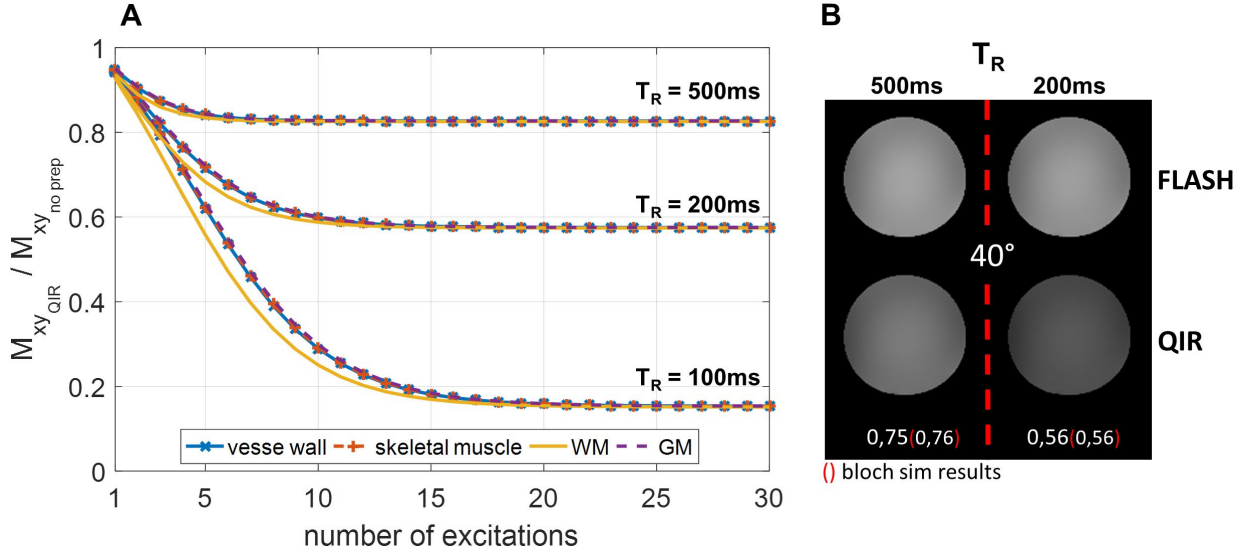 A
M_xy_QIR / M_xy_no prep
1
0.8
0.6
0.4
0.2
0
T_R = 500ms
T_R = 200ms
T_R = 100ms
vesse wall skeletal muscle WM GM
1 5 10 15 20 25 30
number of excitations
B
T_R
500ms 200ms
FLASH
40°
QIR
0,75(0,76) 0,56(0,56)
() bloch sim results